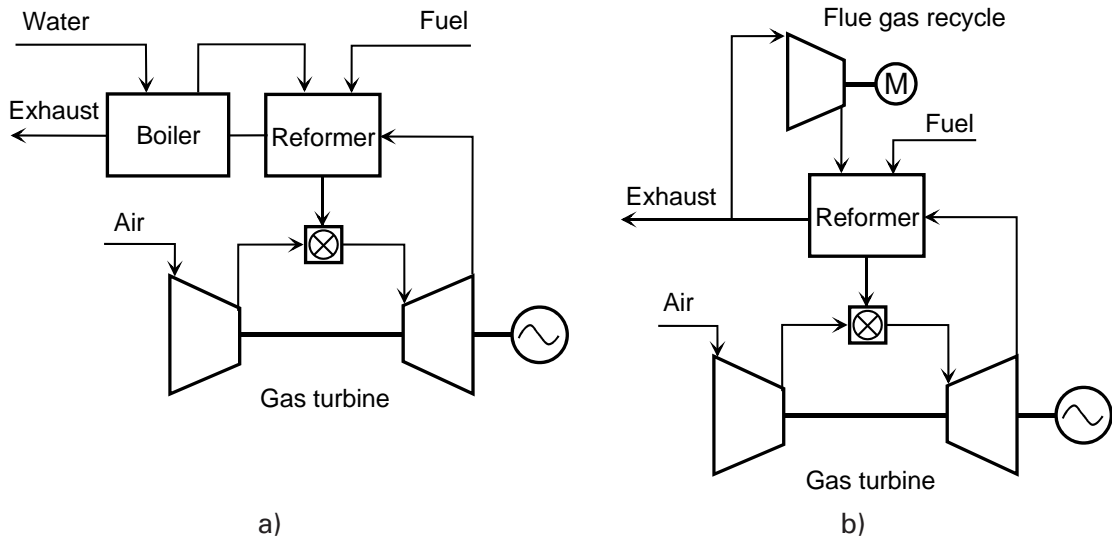 Water
Fuel
Exhaust
Boiler
Reformer
Air
Gas turbine
a)
Flue gas recycle
M
Fuel
Exhaust
Reformer
Air
Gas turbine
b)